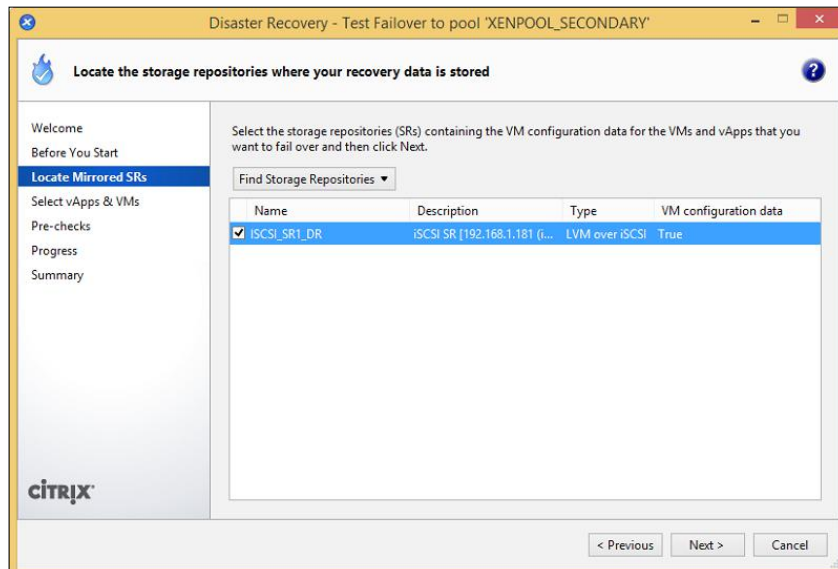 Disaster Recovery - Test Failover to pool 'XENPOOL_SECONDARY'
Locate the storage repositories where your recovery data is stored
Welcome
Before You Start
Locate Mirrored SRs
Select vApps & VMs
Pre-checks
Progress
Summary
Select the storage repositories (SRs) containing the VM configuration data for the VMs and vApps that you
want to fail over and then click Next.
Find Storage Repositories
Name Description Type VM configuration data
ISCSI_SR1_DR iSCSI SR [192.168.1.181 (i... LVM over iSCSI True
CİTRIX
< Previous Next > Cancel